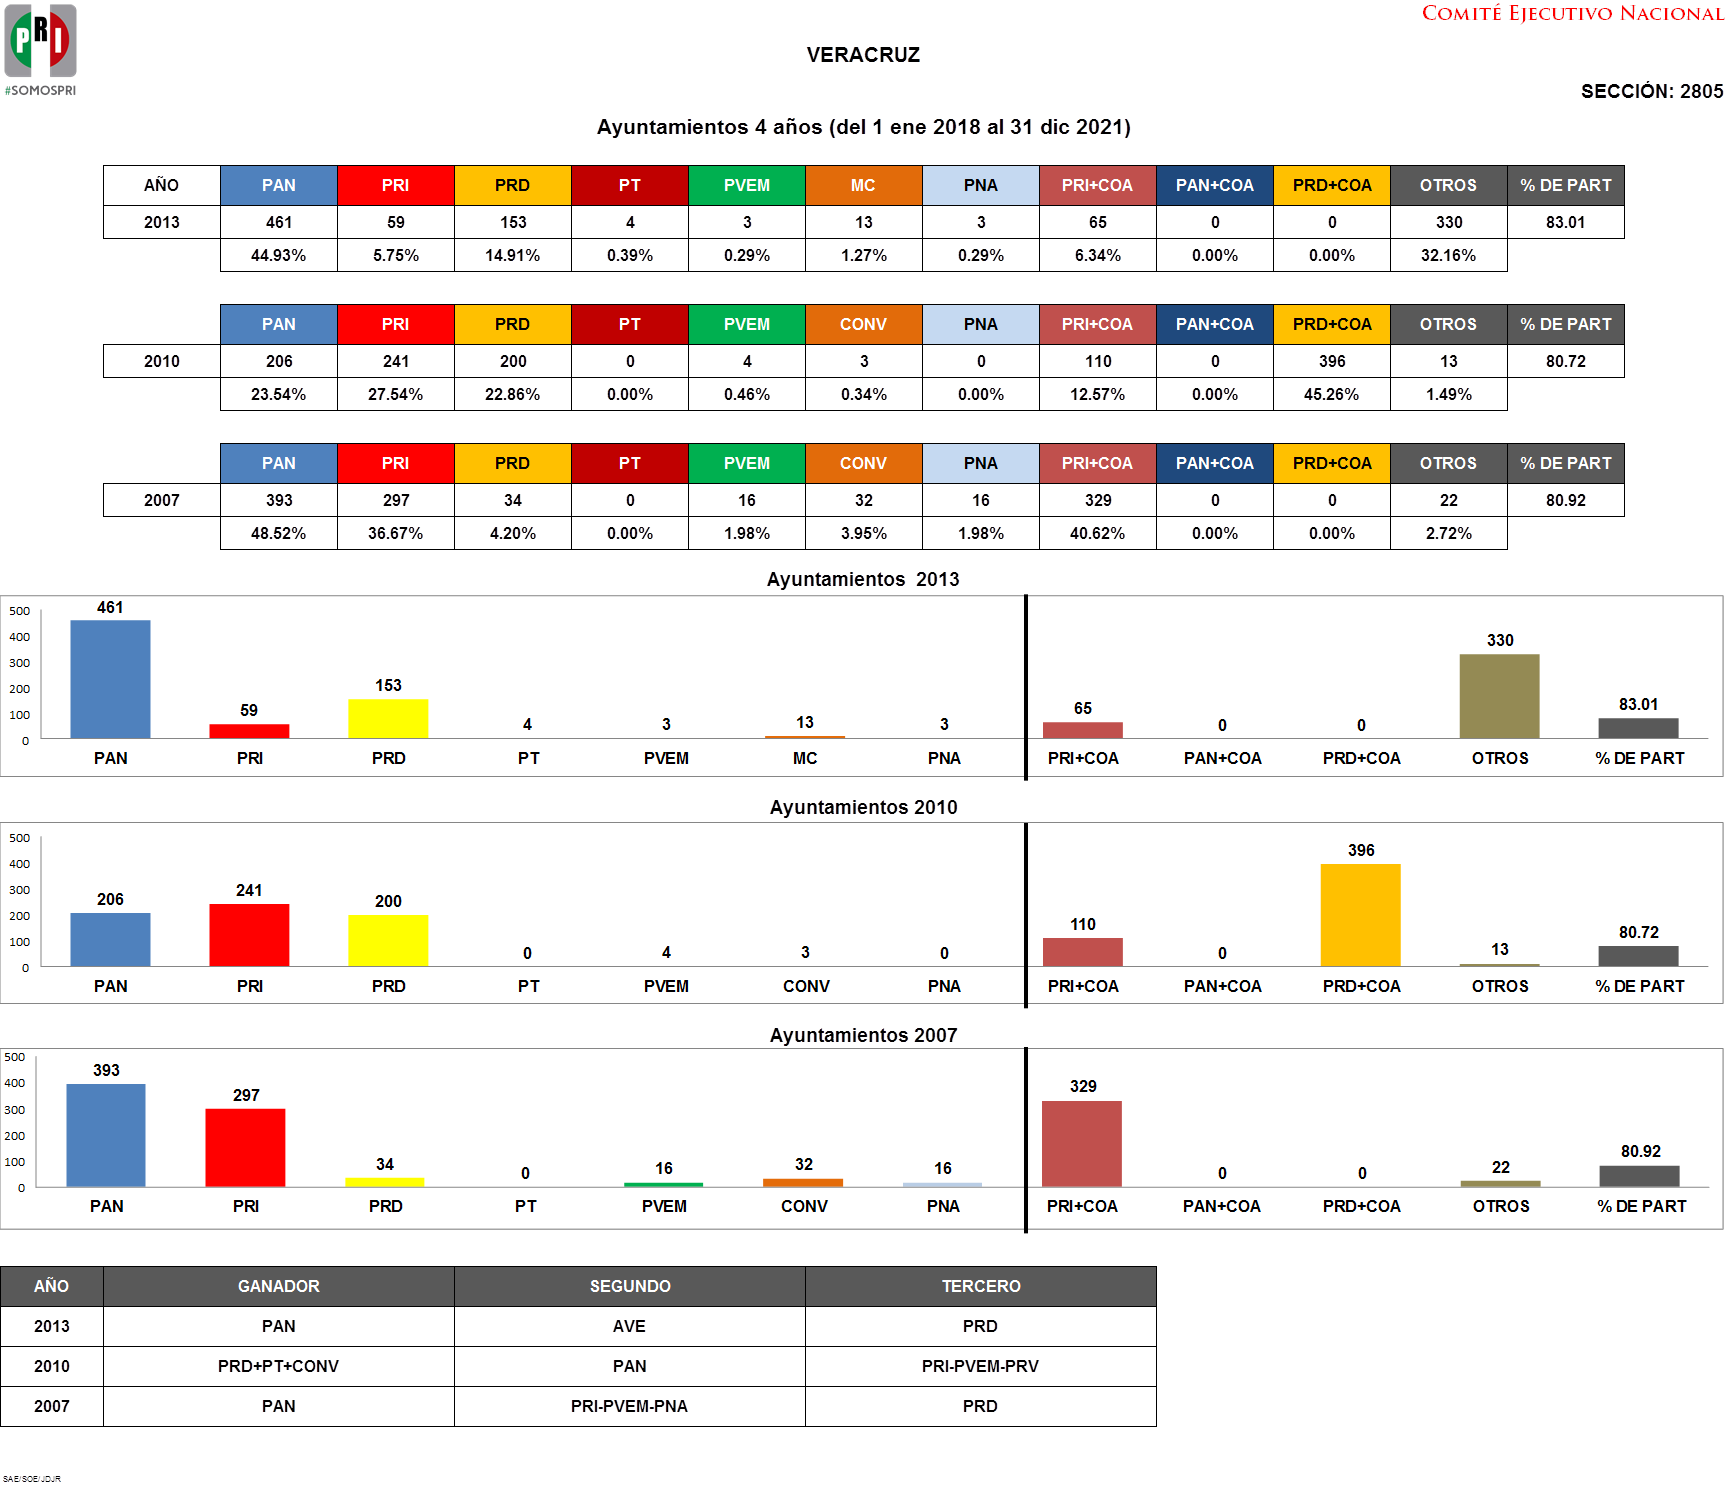 PRI
#SOMOSPRI
COMITÉ EJECUTIVO NACIONAL
VERACRUZ
SECCIÓN: 2805
Ayuntamientos 4 años (del 1 ene 2018 al 31 dic 2021)
AÑO PAN PRI PRD PT PVEM MC PNA PRI+COA PAN+COA PRD+COA OTROS % DE PART
2013 461 59 153 4 3 13 3 65 0 0 330 83.01
44.93% 5.75% 14.91% 0.39% 0.29% 1.27% 0.29% 6.34% 0.00% 0.00% 32.16%
PAN PRI PRD PT PVEM CONV PNA PRI+COA PAN+COA PRD+COA OTROS % DE PART
2010 206 241 200 0 4 3 0 110 0 396 13 80.72
23.54% 27.54% 22.86% 0.00% 0.46% 0.34% 0.00% 12.57% 0.00% 45.26% 1.49%
PAN PRI PRD PT PVEM CONV PNA PRI+COA PAN+COA PRD+COA OTROS % DE PART
2007 393 297 34 0 16 32 16 329 0 0 22 80.92
48.52% 36.67% 4.20% 0.00% 1.98% 3.95% 1.98% 40.62% 0.00% 0.00% 2.72%
Ayuntamientos 2013
500
400
300
200
100
0
461 59 153 4 3 13 3 65 0 0 330 83.01
PAN PRI PRD PT PVEM MC PNA PRI+COA PAN+COA PRD+COA OTROS % DE PART
Ayuntamientos 2010
500
400
300
200
100
0
206 241 200 0 4 3 0 110 0 396 13 80.72
PAN PRI PRD PT PVEM CONV PNA PRI+COA PAN+COA PRD+COA OTROS % DE PART
Ayuntamientos 2007
500
400
300
200
100
0
393 297 34 0 16 32 16 329 0 0 22 80.92
PAN PRI PRD PT PVEM CONV PNA PRI+COA PAN+COA PRD+COA OTROS % DE PART
AÑO GANADOR SEGUNDO TERCERO
2013 PAN AVE PRD
2010 PRD+PT+CONV PAN PRI-PVEM-PRV
2007 PAN PRI-PVEM-PNA PRD
SAE/SOE/JDJR